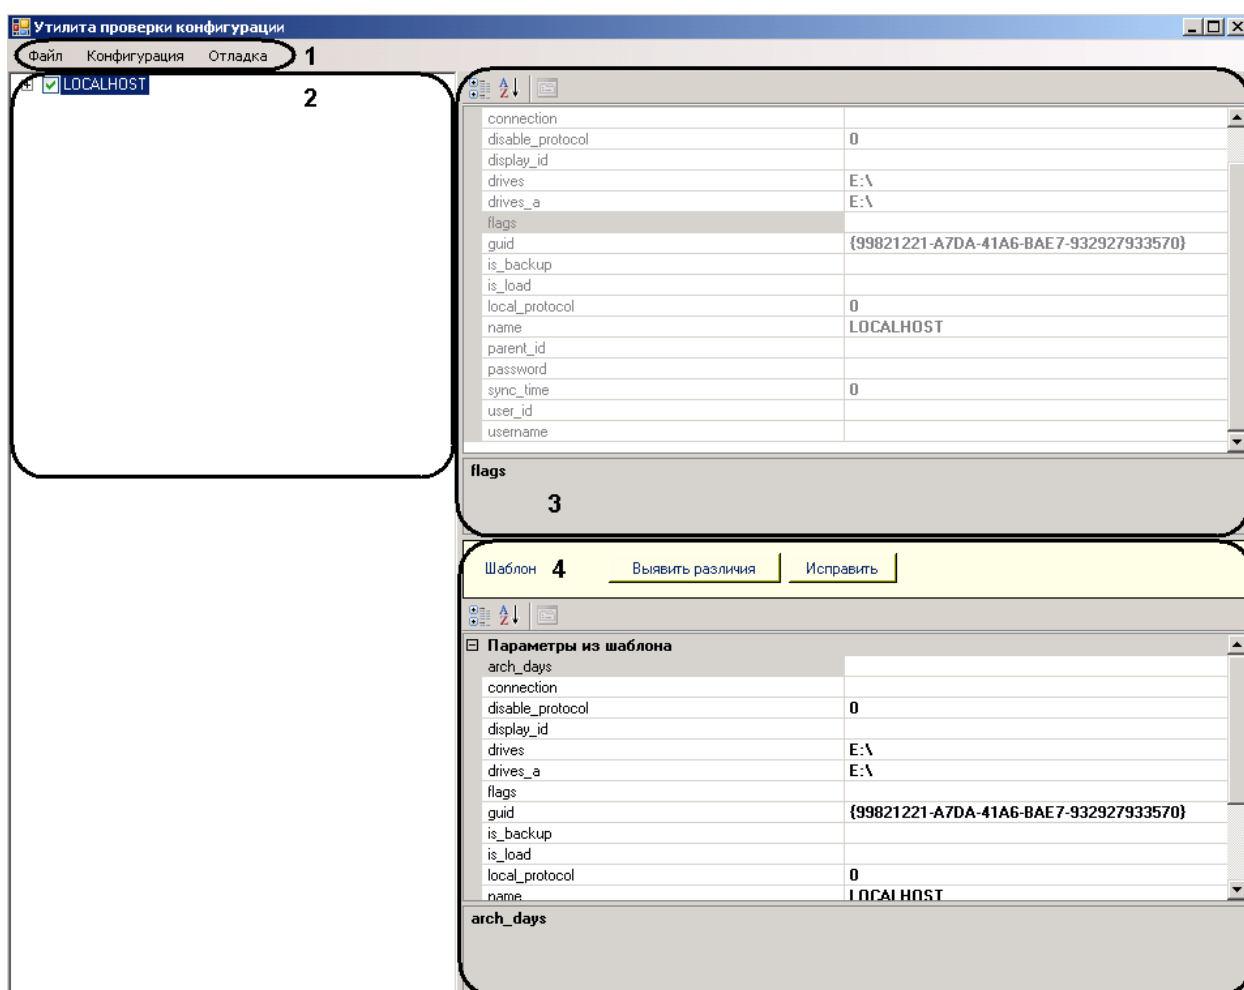 Утилита проверки конфигурации
Файл Конфигурация Отладка 1
LOCALHOST
2
connection
disable_protocol 0
display_id
drives E:\
drives_a E:\
flags
guid {99821221-A7DA-41A6-BAE7-932927933570}
is_backup
is_load
local_protocol 0
name LOCALHOST
parent_id
password
sync_time 0
user_id
username
flags
3
Шаблон 4 Выявить различия Исправить
Параметры из шаблона
arch_days
connection
disable_protocol 0
display_id
drives E:\
drives_a E:\
flags
guid {99821221-A7DA-41A6-BAE7-932927933570}
is_backup
is_load
local_protocol 0
name LOCALHOST
arch_days